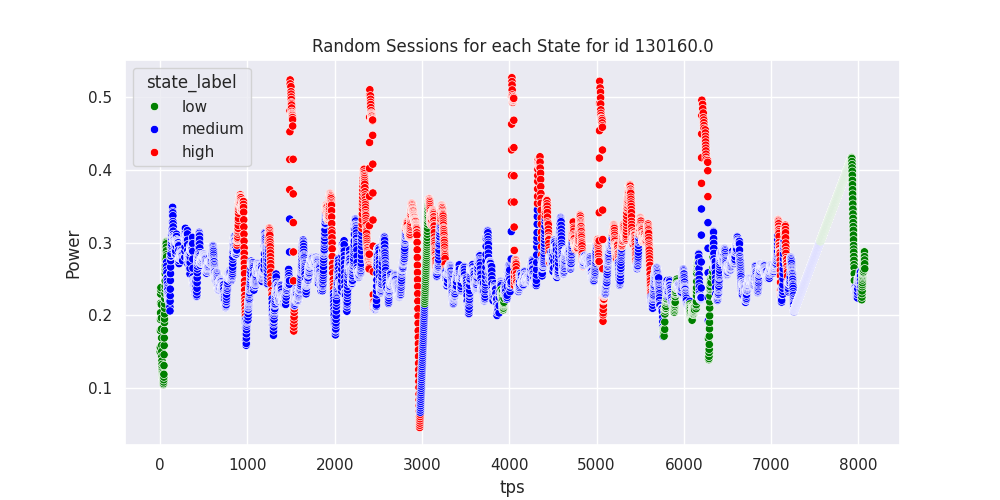 Random Sessions for each State for id 130160.0
state_label
low
medium
high
Power
0.5
0.4
0.3
0.2
0.1
0 1000 2000 3000 4000 5000 6000 7000 8000
tps